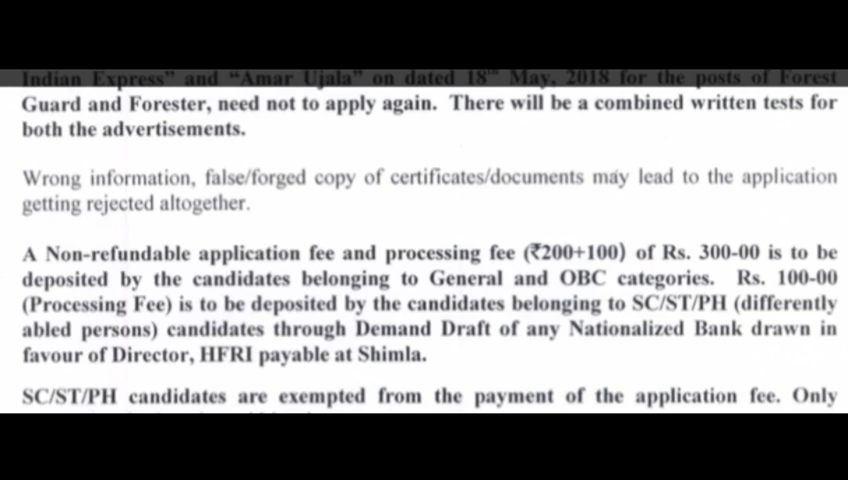 Indian Express” and “Amar Ujala” on dated 18th May, 2018 for the posts of Forest
Guard and Forester, need not to apply again. There will be a combined written tests for
both the advertisements.
Wrong information, false/forged copy of certificates/documents may lead to the application
getting rejected altogether.
A Non-refundable application fee and processing fee (₹200+100) of Rs. 300-00 is to be
deposited by the candidates belonging to General and OBC categories. Rs. 100-00
(Processing Fee) is to be deposited by the candidates belonging to SC/ST/PH (differently
abled persons) candidates through Demand Draft of any Nationalized Bank drawn in
favour of Director, HFRI payable at Shimla.
SC/ST/PH candidates are exempted from the payment of the application fee. Only